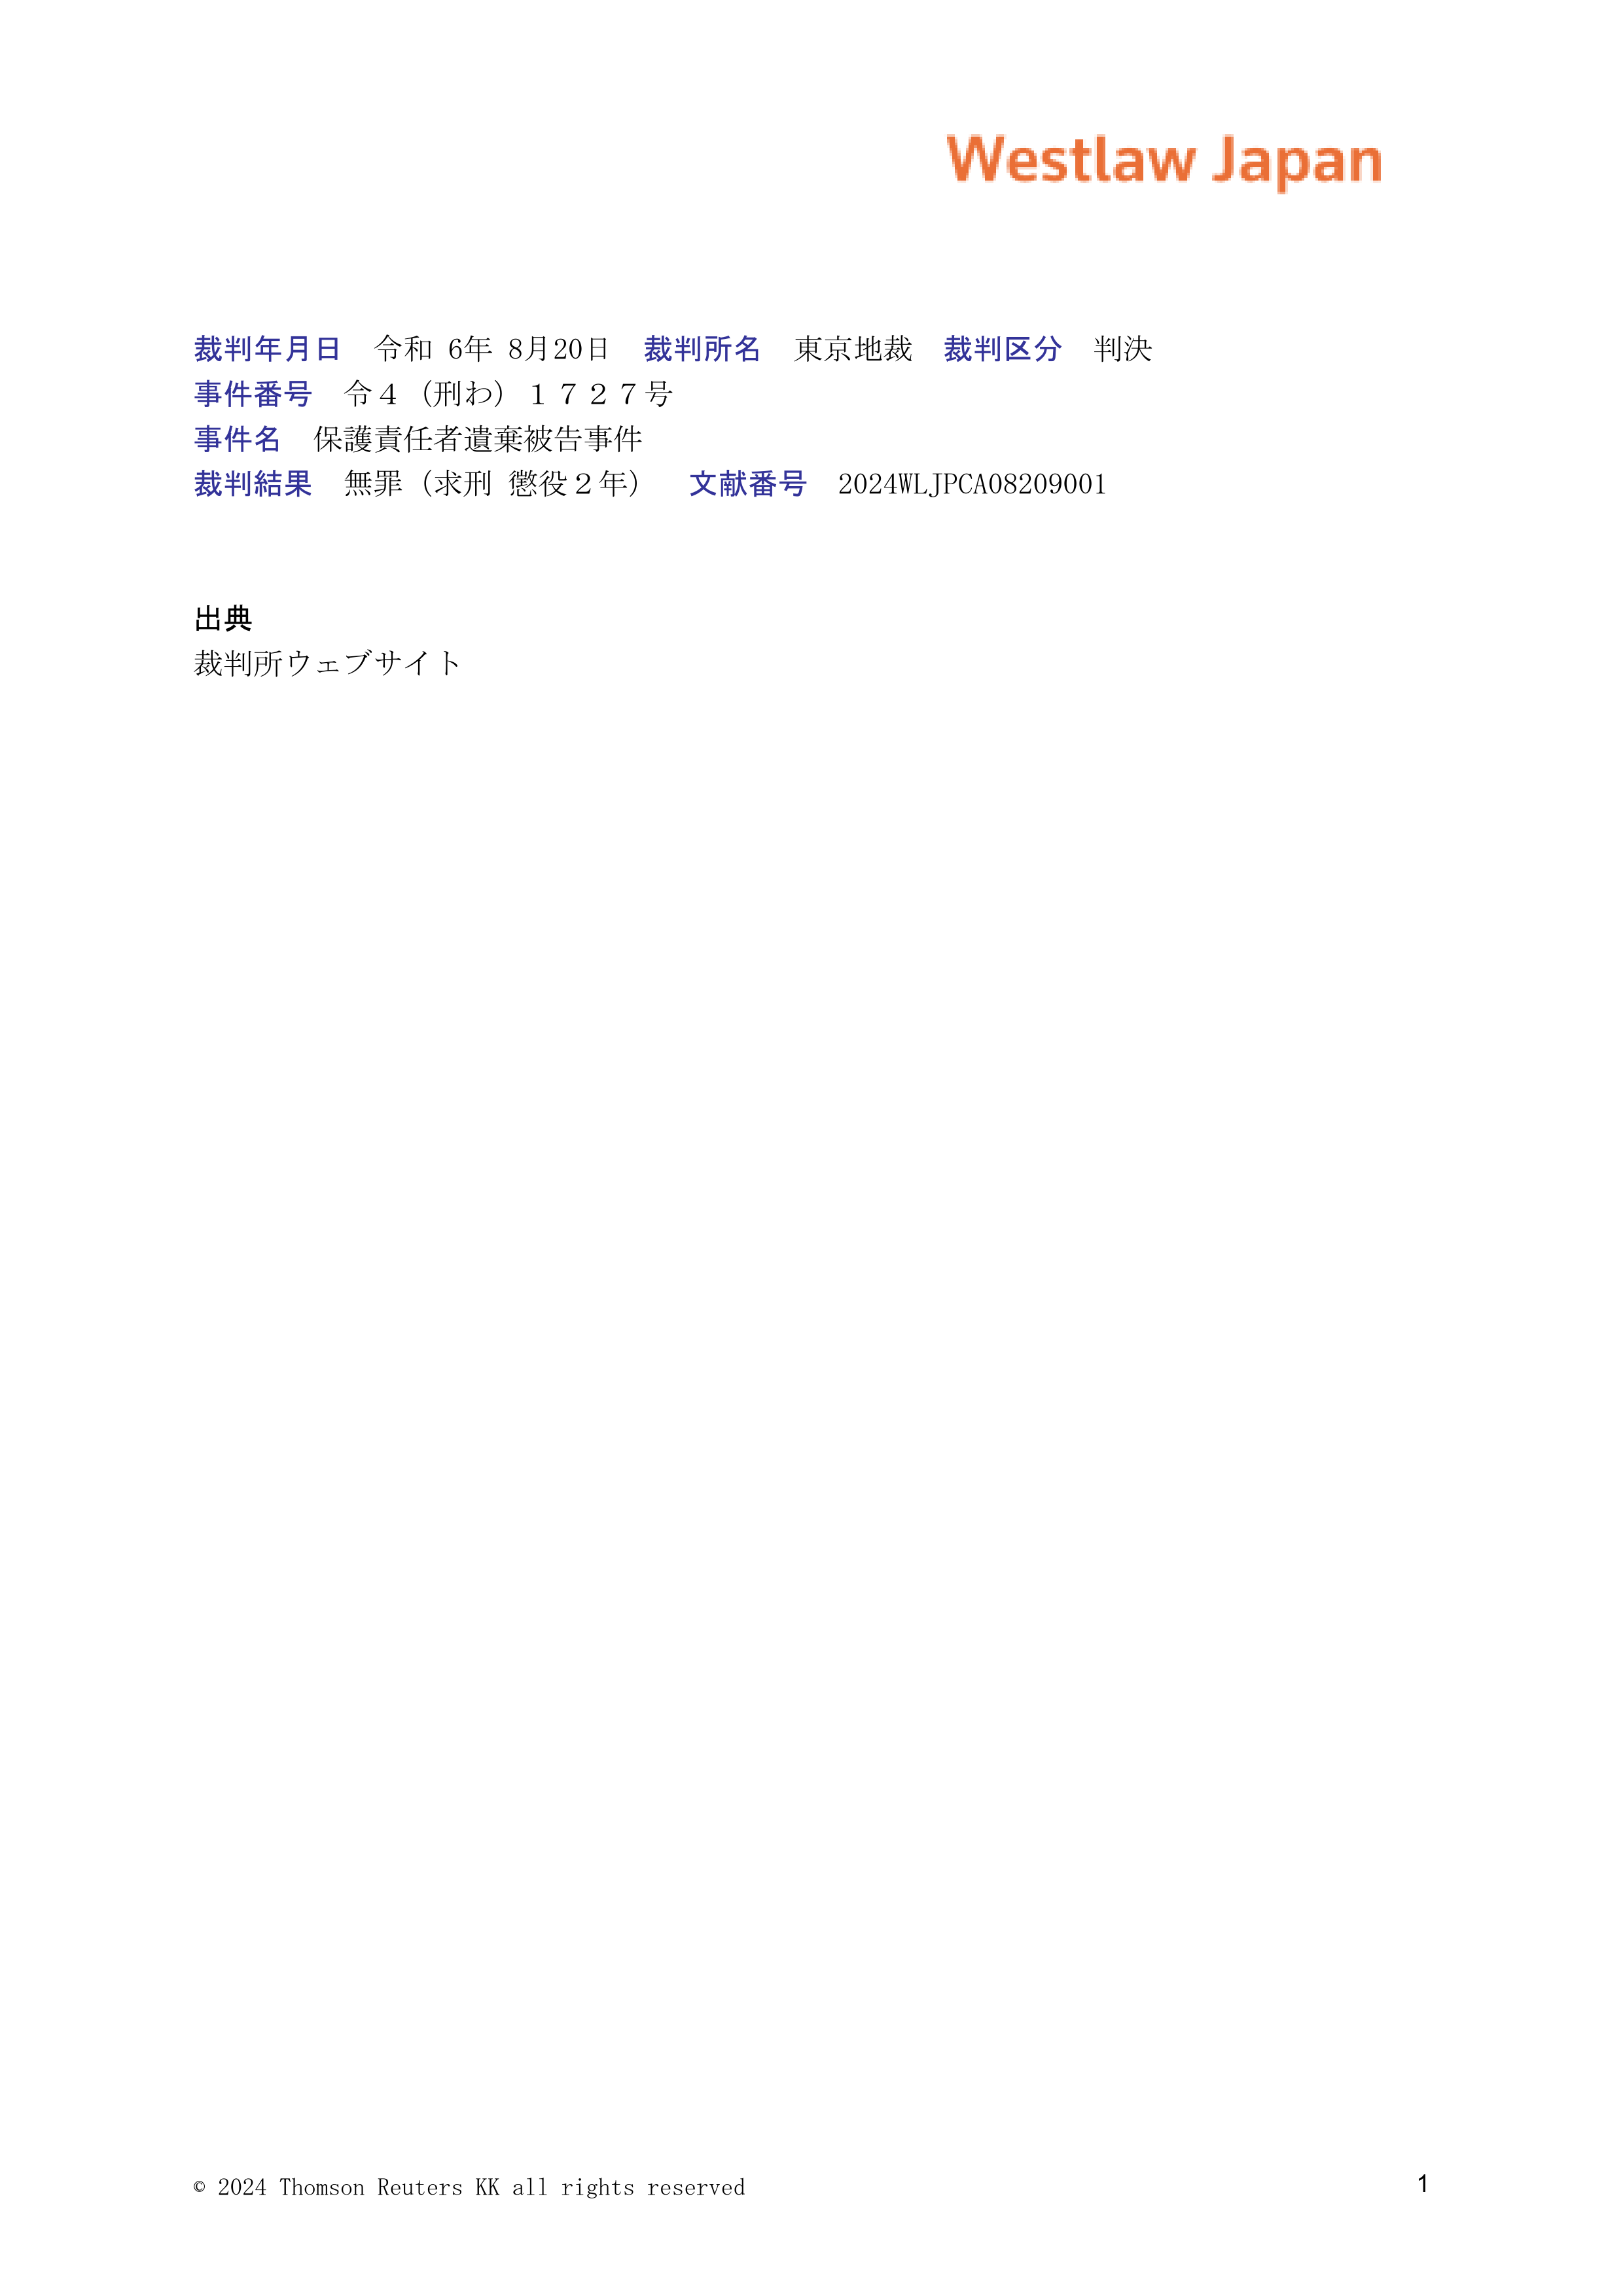 Westlaw Japan
裁判年月日　令和 6年 8月20日　裁判所名　東京地裁　裁判区分　判決
事件番号　令４（刑わ）１７２７号
事件名　保護責任者遺棄被告事件
裁判結果　無罪（求刑 懲役２年）　文献番号　2024WLJPCA08209001
出典
裁判所ウェブサイト
© 2024 Thomson Reuters KK all rights reserved
1